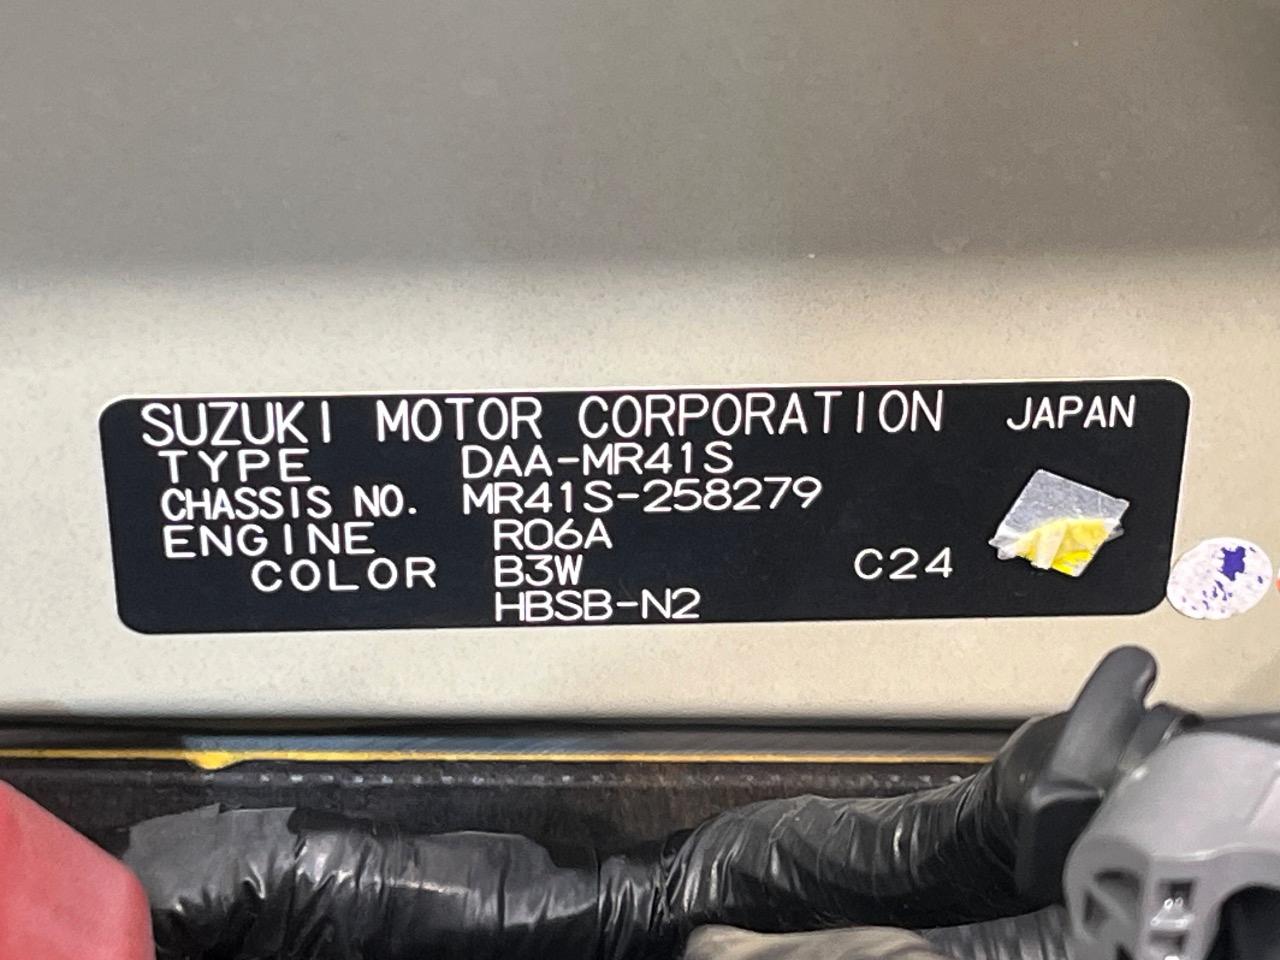 SUZUKI MOTOR CORPORATION JAPAN
TYPE DAA-MR41S
CHASSIS NO. MR41S-258279
ENGINE R06A
COLOR B3W C24
HBSB-N2